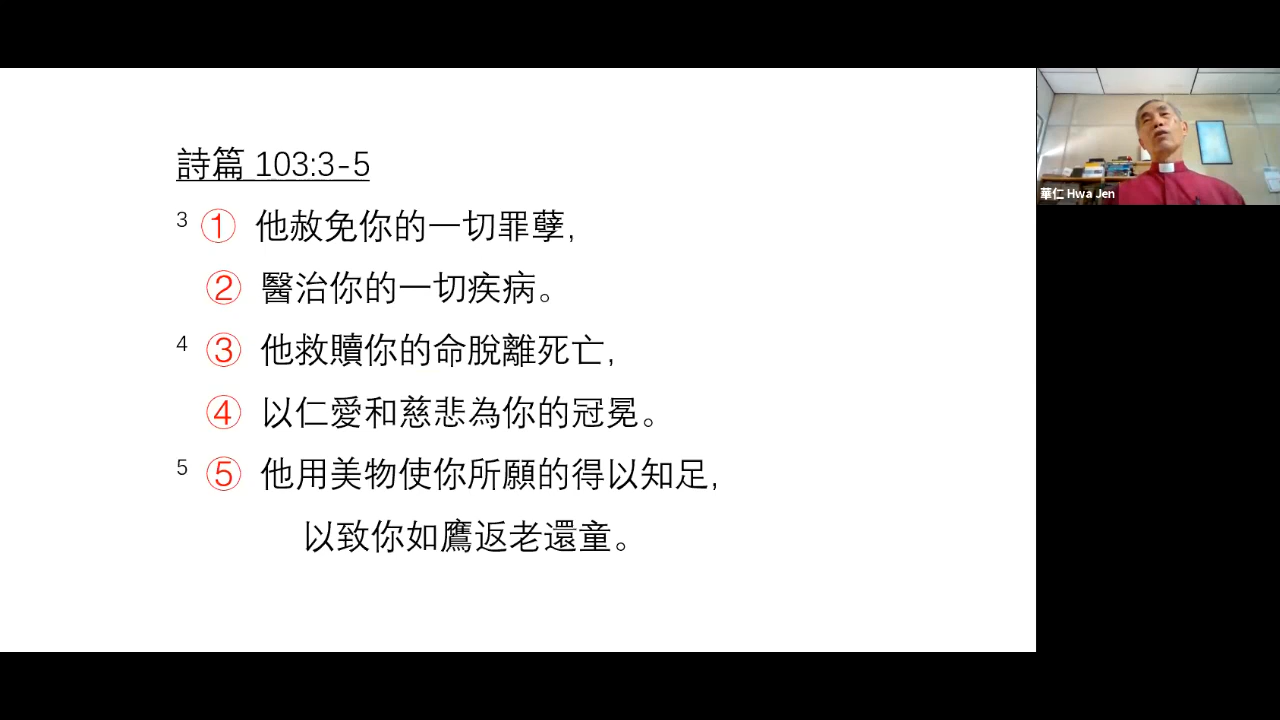 詩篇 103:3-5
3 ① 他赦免你的一切罪孽,
② 醫治你的一切疾病。
4 ③ 他救贖你的命脫離死亡,
④ 以仁愛和慈悲為你的冠冕。
5 ⑤ 他用美物使你所願的得以知足,
以致你如鷹返老還童。
華仁 Hwa Jen